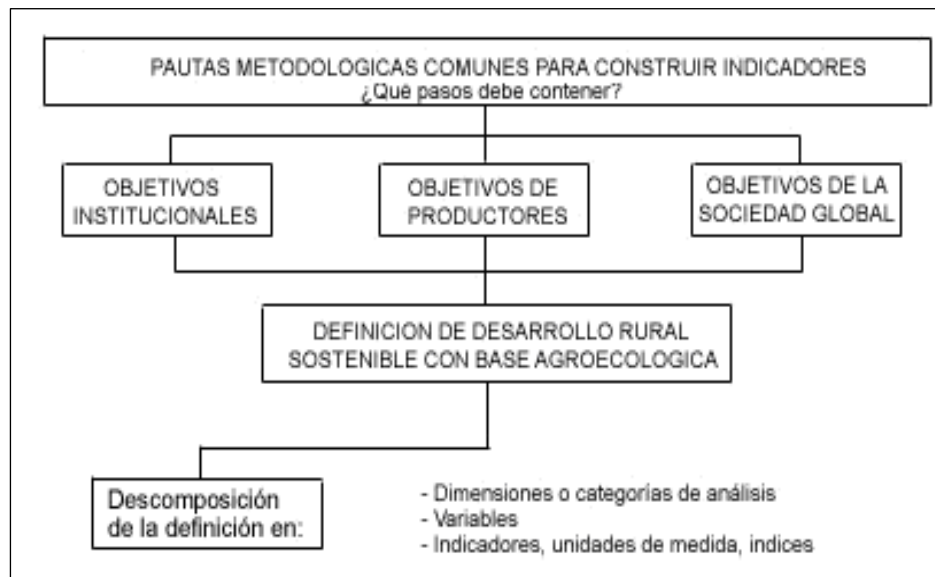 PAUTAS METODOLOGICAS COMUNES PARA CONSTRUIR INDICADORES
¿Qué pasos debe contener?
OBJETIVOS
INSTITUCIONALES
OBJETIVOS DE
PRODUCTORES
OBJETIVOS DE LA
SOCIEDAD GLOBAL
DEFINICION DE DESARROLLO RURAL
SOSTENIBLE CON BASE AGROECOLOGICA
Descomposición
de la definición en:
- Dimensiones o categorías de análisis
- Variables
- Indicadores, unidades de medida, indices